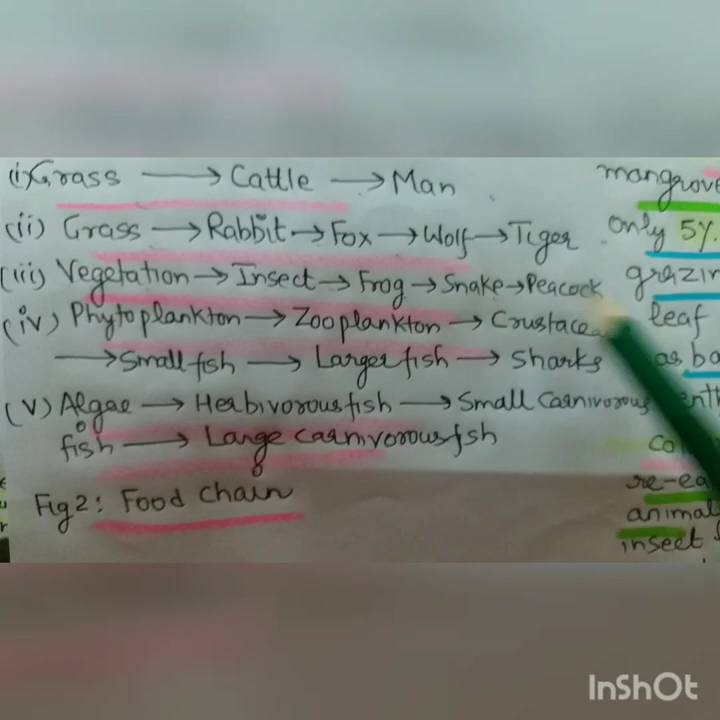 (i) Grass → Cattle → Man
(ii) Grass → Rabbit → Fox → Wolf → Tiger
(iii) Vegetation → Insect → Frog → Snake → Peacock
(iv) Phytoplankton → Zooplankton → Crustacea
→ Small fish → Larger fish → Sharks
(v) Algae → Herbivorous fish → Small Carnivorous
fish → Large carnivorous fish
Fig 2: Food Chain
mangrove
only 5%
grazin
leaf
as ba
enth
re-ea
animal
insect
InShOt